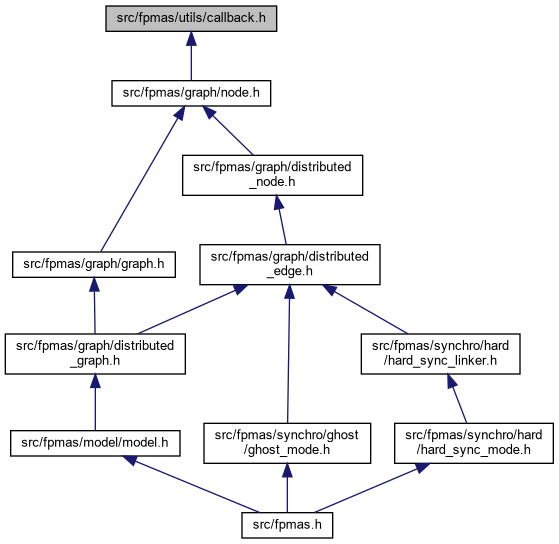 src/fpmas/utils/callback.h
src/fpmas/graph/node.h
src/fpmas/graph/distributed
_node.h
src/fpmas/graph/graph.h
src/fpmas/graph/distributed
_edge.h
src/fpmas/graph/distributed
_graph.h
src/fpmas/synchro/hard
/hard_sync_linker.h
src/fpmas/model/model.h
src/fpmas/synchro/ghost
/ghost_mode.h
src/fpmas/synchro/hard
/hard_sync_mode.h
src/fpmas.h